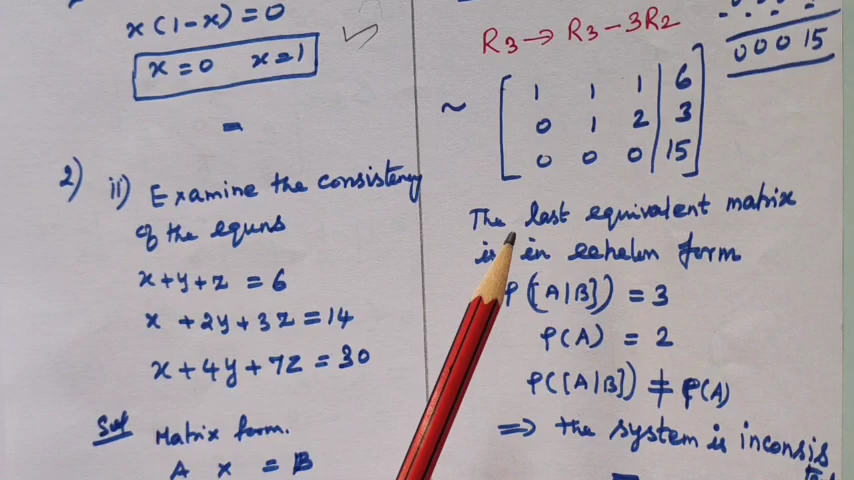 x(1-x)=0
x=0 x=1
2) ii) Examine the consistency
of the equns
x+y+z = 6
x +2y+3z=14
x+4y+7z=30
Sol Matrix form.
A x = B
R3 → R3-3R2
0 0 0 15
~ [ 1 1 1 | 6
0 1 2 | 3
0 0 0 | 15 ]
The last equivalent matrix
is in echelon form
ρ([A|B]) = 3
ρ(A) = 2
ρ([A|B]) ≠ ρ(A)
⇒ the system is inconsis